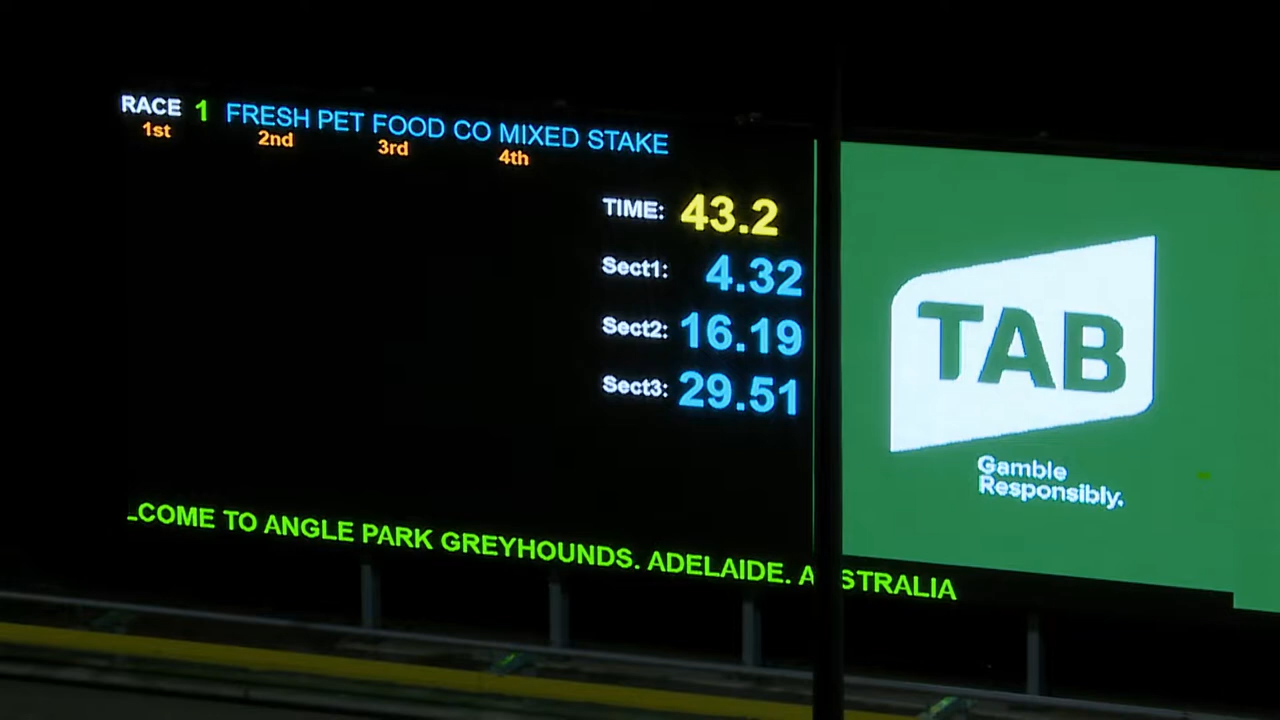 RACE 1 FRESH PET FOOD CO MIXED STAKE
1st 2nd 3rd 4th
TIME: 43.2
Sect1: 4.32
Sect2: 16.19
Sect3: 29.51
COME TO ANGLE PARK GREYHOUNDS. ADELAIDE. A STRALIA
TAB
Gamble
Responsibly.